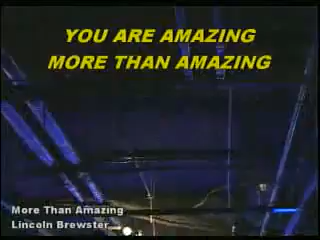 YOU ARE AMAZING
MORE THAN AMAZING
More Than Amazing
Lincoln Brewster